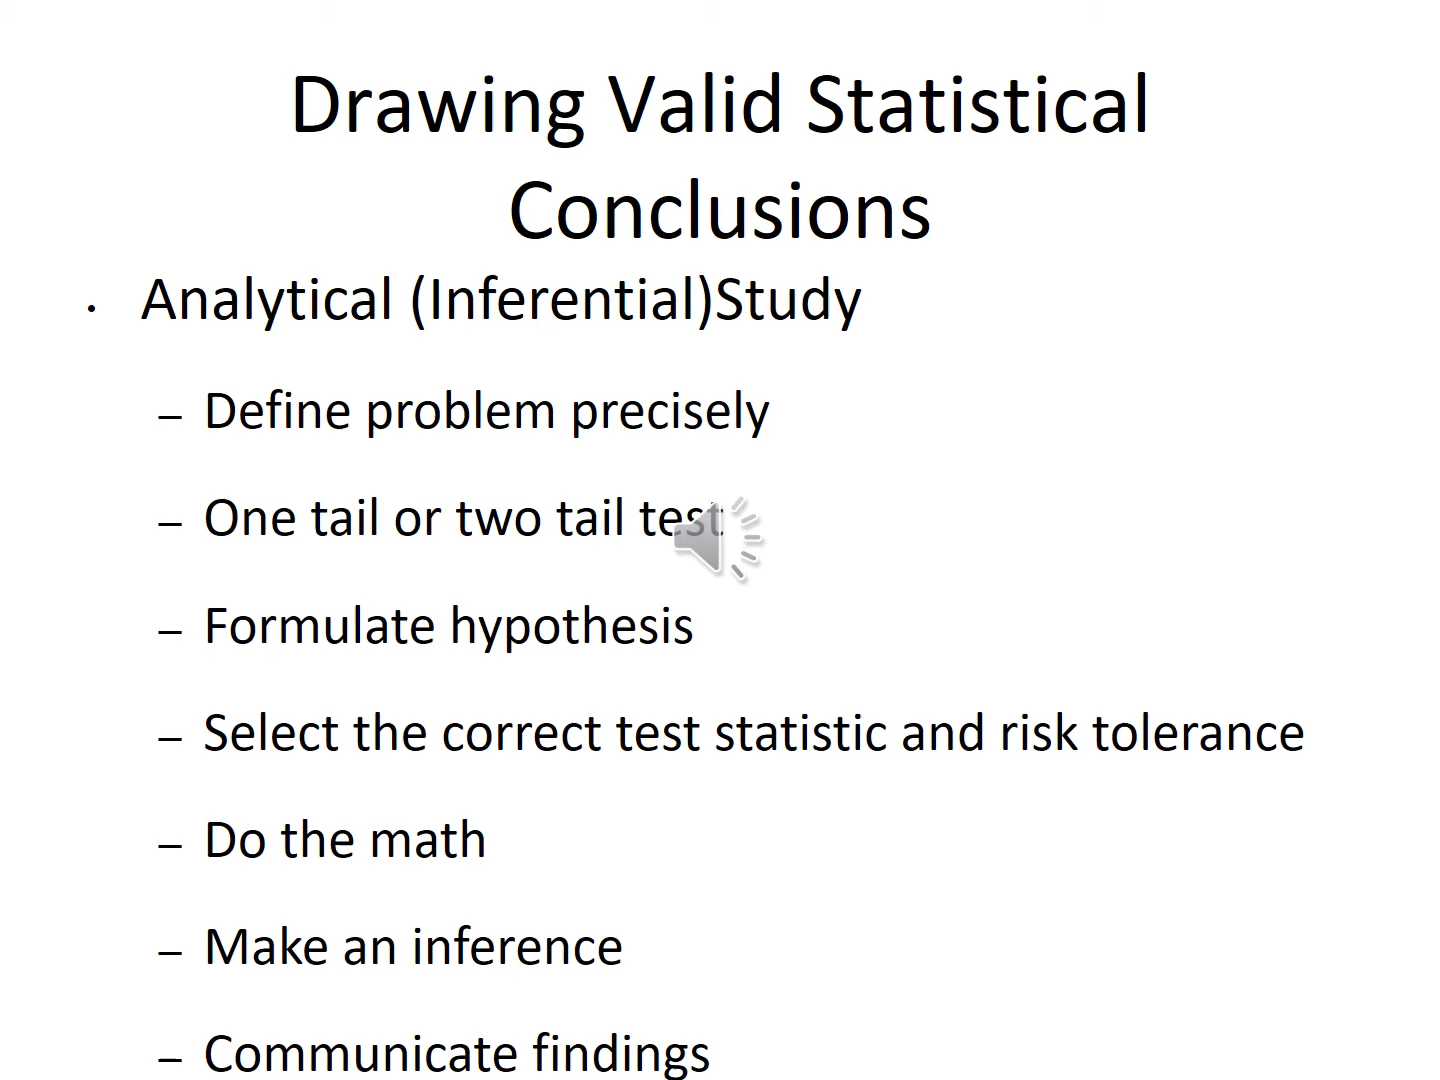 Drawing Valid Statistical
Conclusions
• Analytical (Inferential)Study
– Define problem precisely
– One tail or two tail test
– Formulate hypothesis
– Select the correct test statistic and risk tolerance
– Do the math
– Make an inference
– Communicate findings